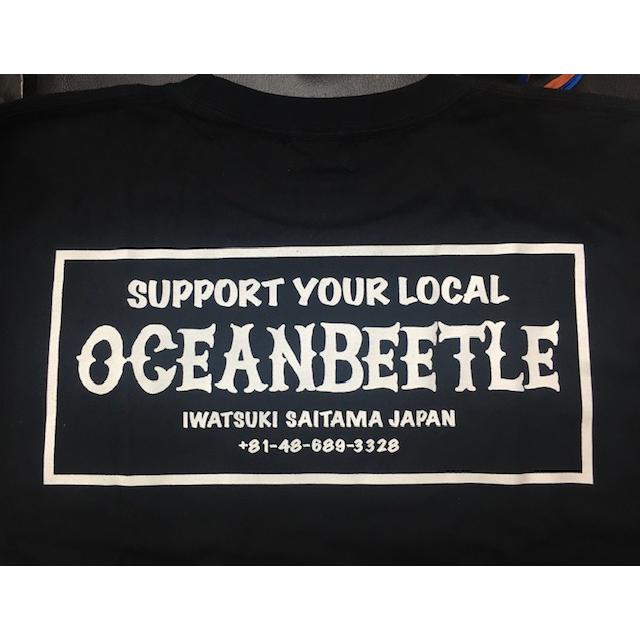 SUPPORT YOUR LOCAL
OCEANBEETLE
IWATSUKI SAITAMA JAPAN
+81-48-689-3328